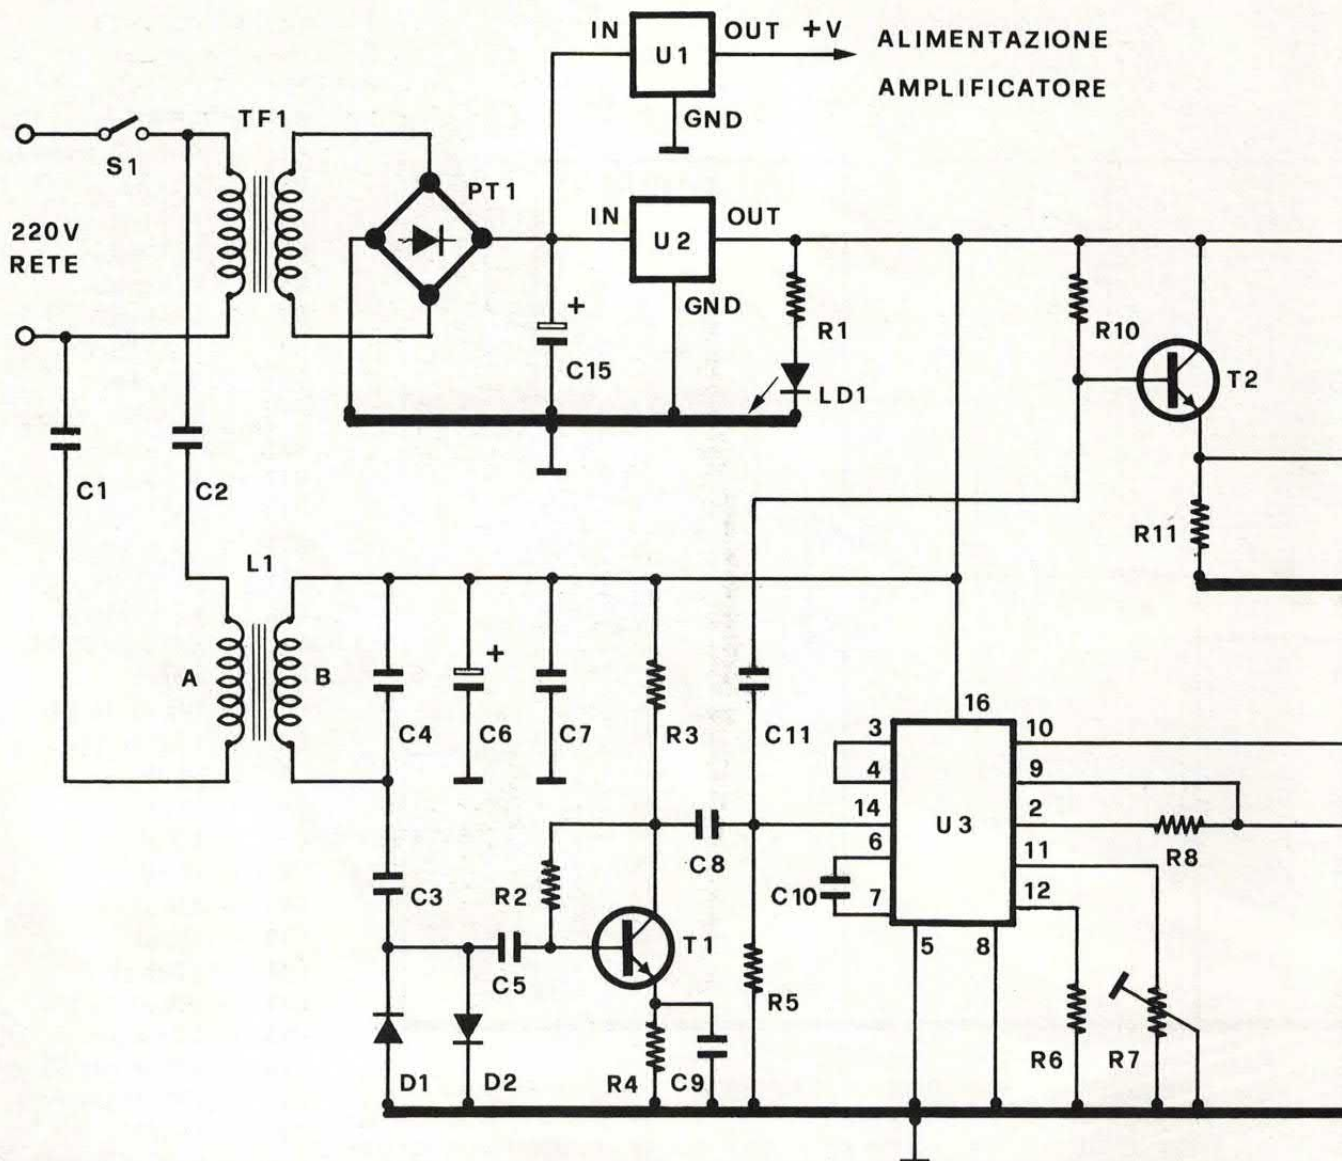 IN U1 OUT +V ALIMENTAZIONE
AMPLIFICATORE
GND
TF1
S1
PT1
220V
RETE
IN U2 OUT
GND
+
C15
R1
LD1
R10
T2
C1
C2
R11
L1
A
B
+
C4
C6
C7
R3
C11
16
3
4
14
6
7
U3
10
9
2
11
12
5
8
R8
C8
C10
C3
R2
C5
T1
R5
D1
D2
R4
C9
R6
R7